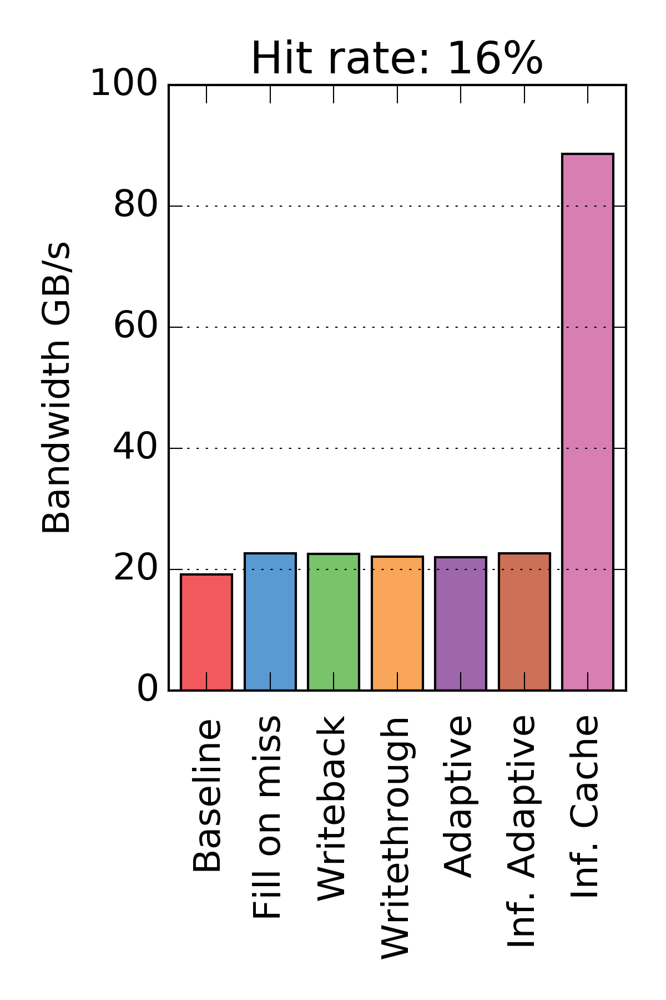 Hit rate: 16%
100
80
60
40
20
0
Bandwidth GB/s
Baseline
Fill on miss
Writeback
Writethrough
Adaptive
Inf. Adaptive
Inf. Cache